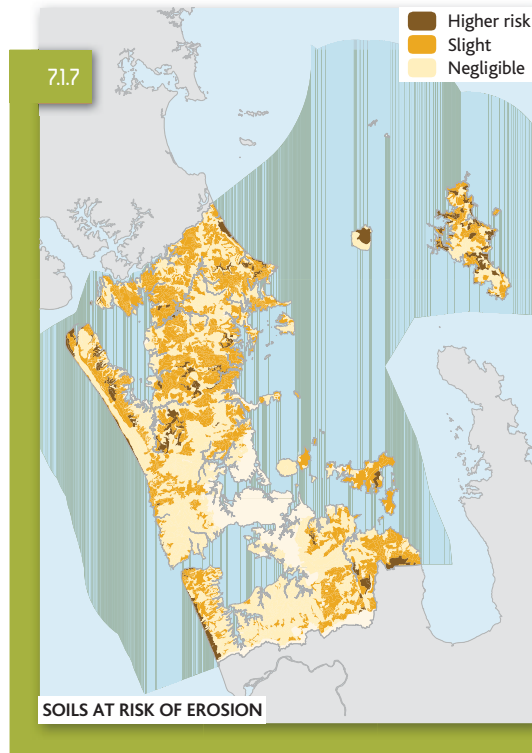 7.1.7
Higher risk
Slight
Negligible
SOILS AT RISK OF EROSION